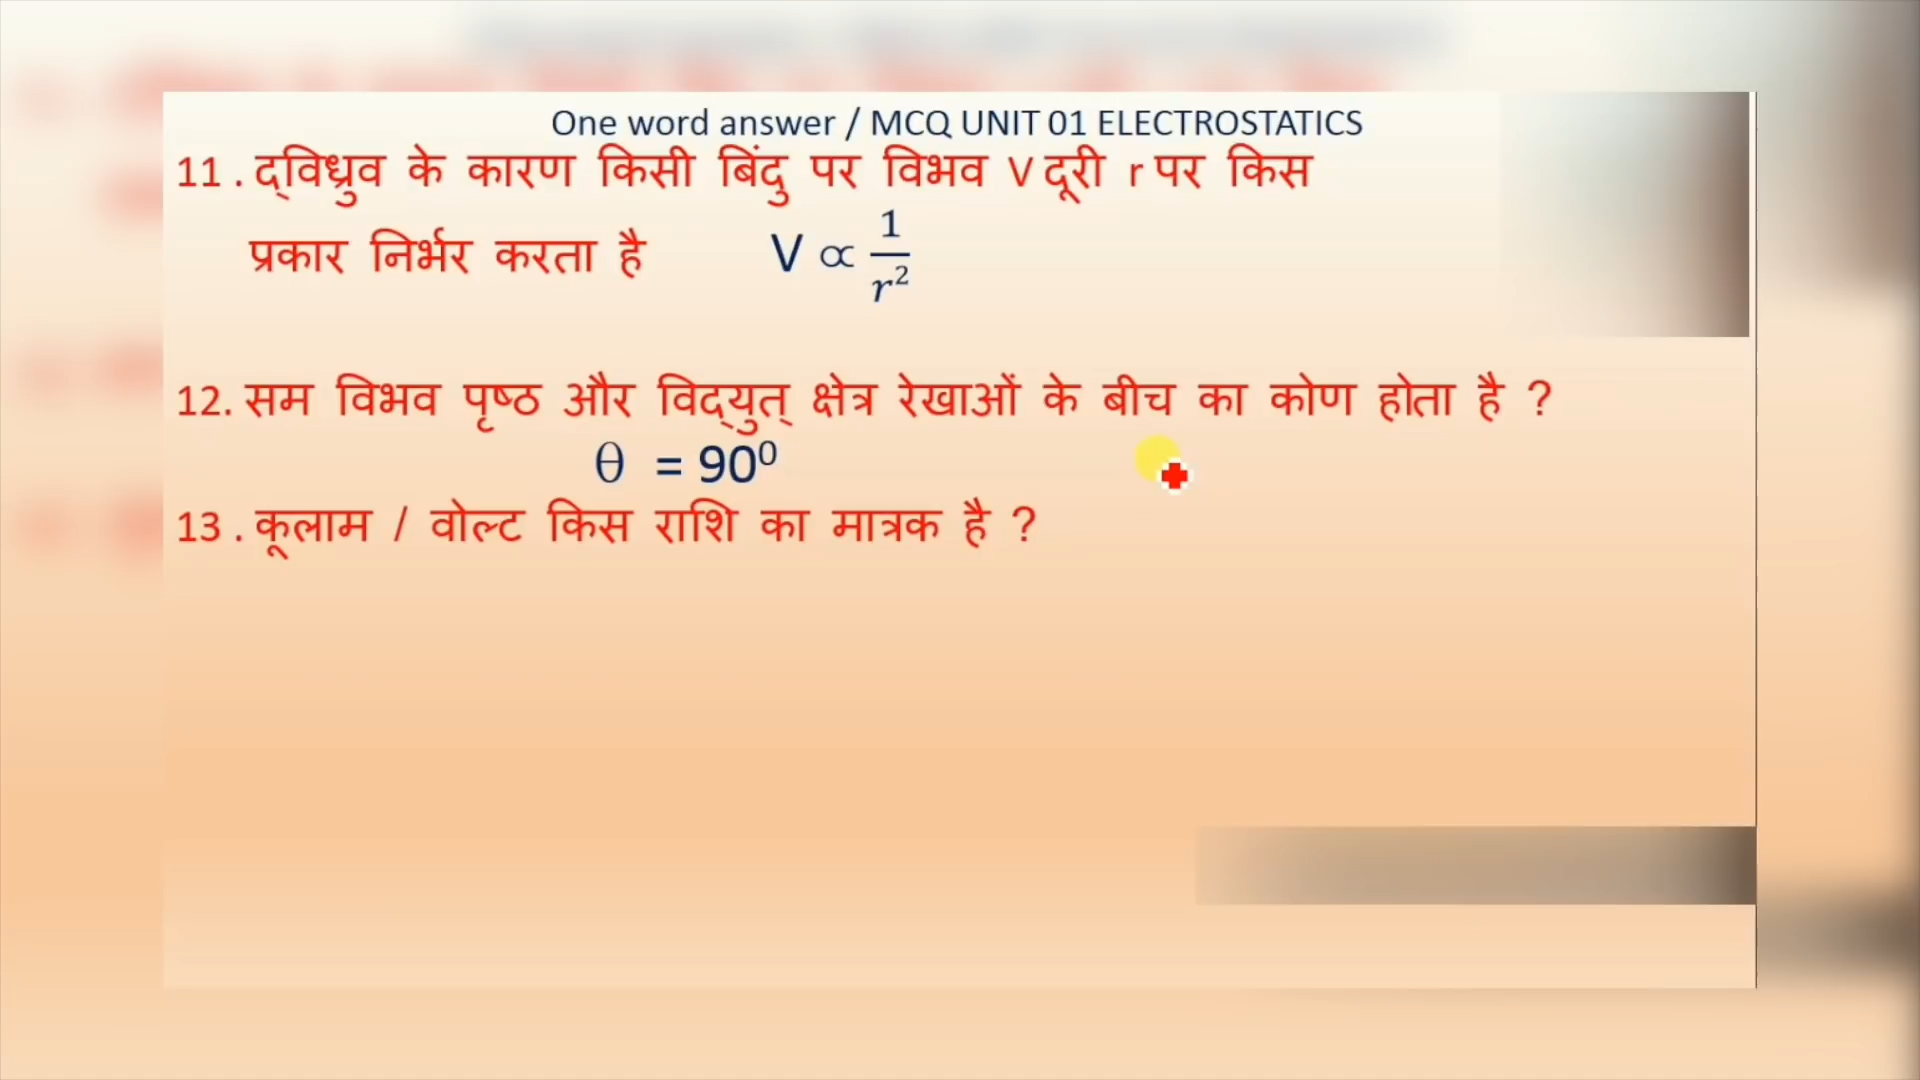 One word answer / MCQ UNIT 01 ELECTROSTATICS
11 . द्विध्रुव के कारण किसी बिंदु पर विभव V दूरी r पर किस
प्रकार निर्भर करता है V ∝ 1/r²
12. सम विभव पृष्ठ और विद्युत् क्षेत्र रेखाओं के बीच का कोण होता है ?
θ = 90⁰
13 . कूलाम / वोल्ट किस राशि का मात्रक है ?